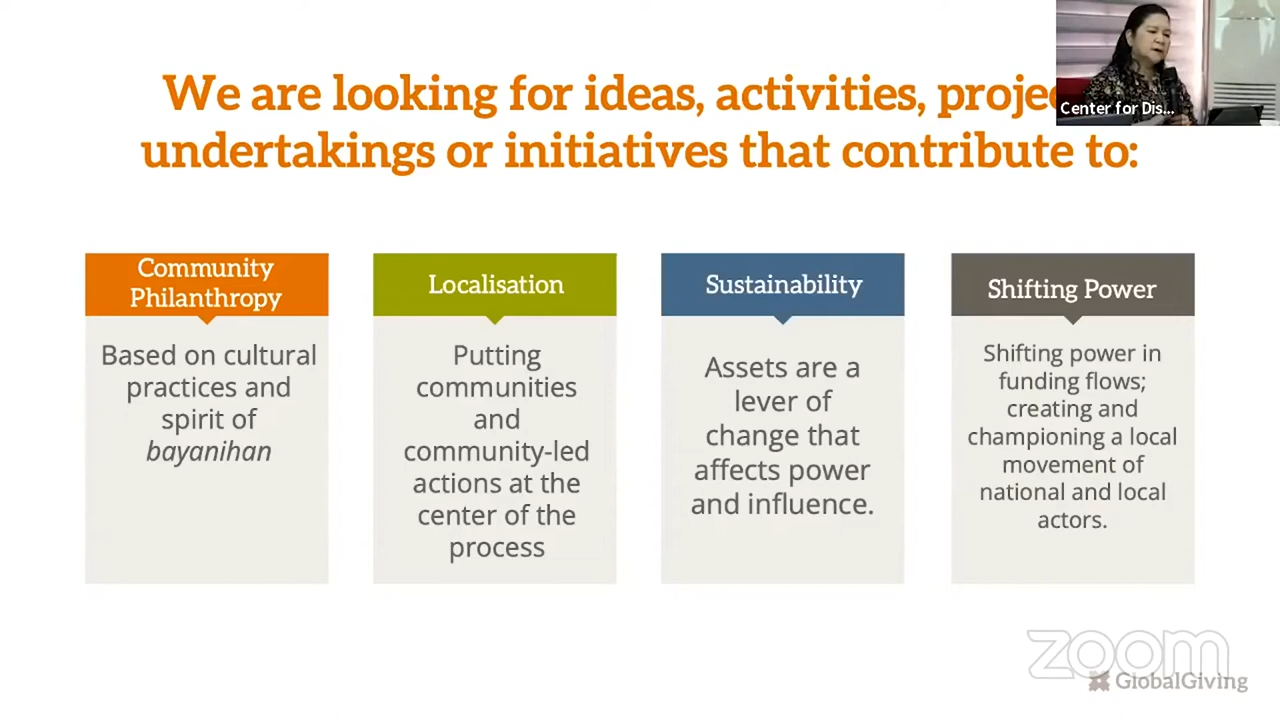 We are looking for ideas, activities,
undertakings or initiatives that contribute to:
Center for Dis...
Community
Philanthropy
Based on cultural
practices and
spirit of
bayanihan
Localisation
Putting
communities
and
community-led
actions at the
center of the
process
Sustainability
Assets are a
lever of
change that
affects power
and influence.
Shifting Power
Shifting power in
funding flows;
creating and
championing a local
movement of
national and local
actors.
zoom
GlobalGiving